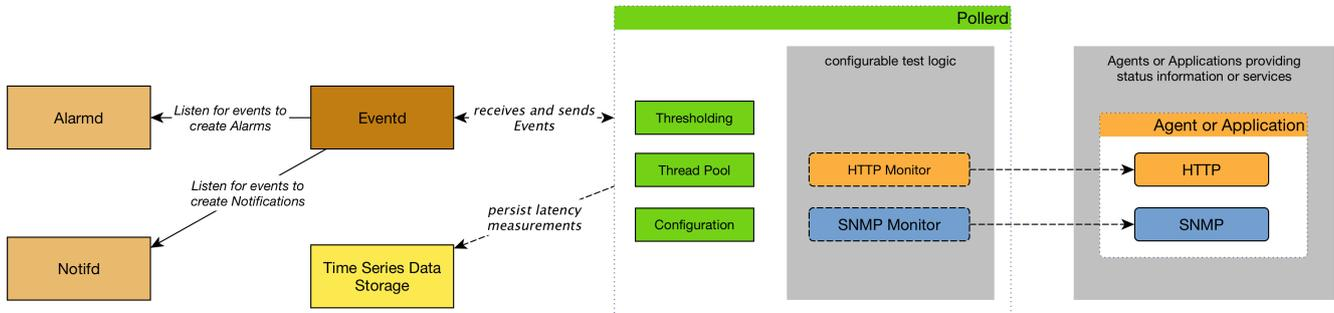 Pollerd
configurable test logic
Agents or Applications providing
status information or services
Alarmd
Listen for events to
create Alarms
Eventd
receives and sends
Events
Thresholding
Agent or Application
Thread Pool
HTTP Monitor
HTTP
Listen for events to
create Notifications
persist latency
measurements
Configuration
SNMP Monitor
SNMP
Notifd
Time Series Data
Storage